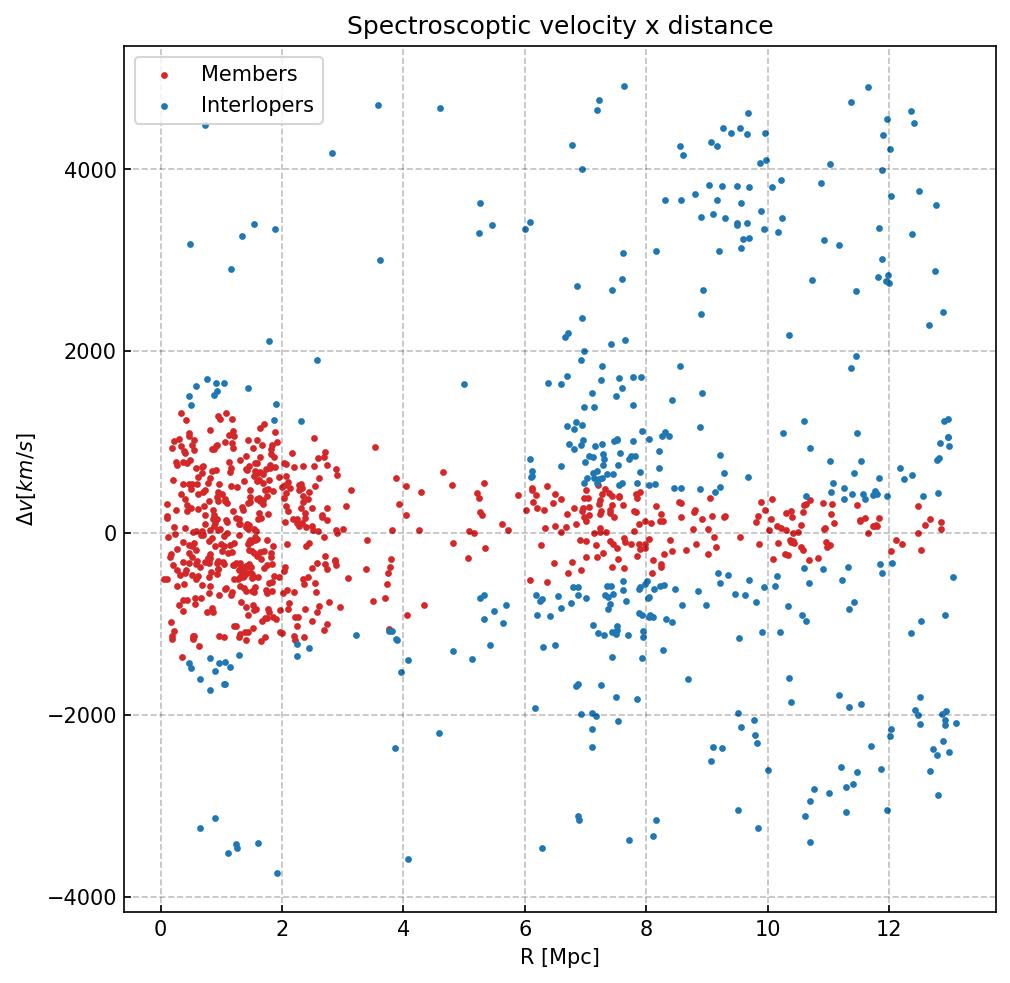 Spectroscoptic velocity x distance
Members
Interlopers
4000
2000
0
−2000
−4000
Δv[km/s]
0 2 4 6 8 10 12
R [Mpc]